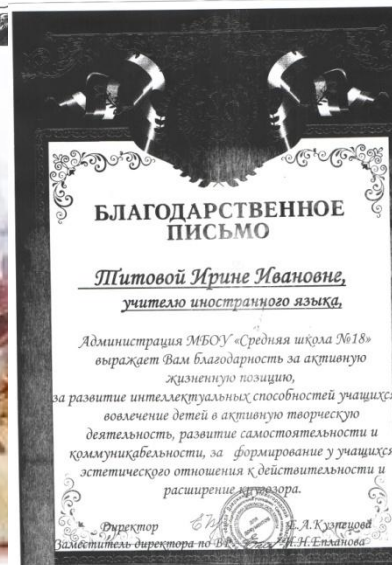 БЛАГОДАРСТВЕННОЕ
ПИСЬМО
Титовой Ирине Ивановне,
учителю иностранного языка,
Администрация МБОУ «Средняя школа №18»
выражает Вам благодарность за активную
жизненную позицию,
за развитие интеллектуальных способностей учащихся
вовлечение детей в активную творческую
деятельность, развитие самостоятельности и
коммуникабельности, за формирование у учащихся
эстетического отношения к действительности и
расширение кругозора.
Директор Е.А.Кузнецова
Заместитель директора по ВР Н.Н.Епланова